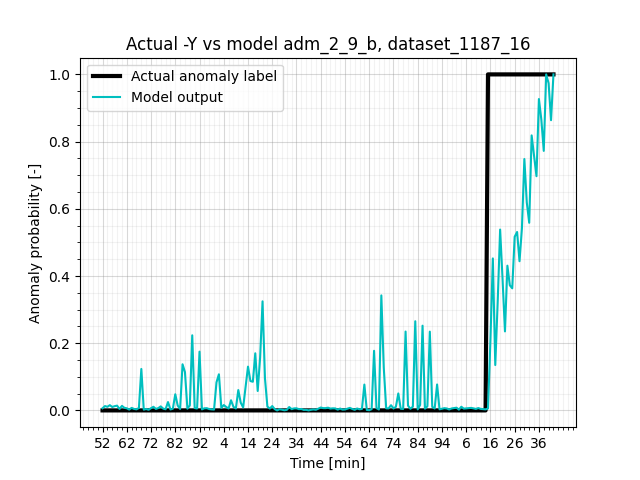 Actual -Y vs model adm_2_9_b, dataset_1187_16
Actual anomaly label
Model output
Anomaly probability [-]
1.0
0.8
0.6
0.4
0.2
0.0
52 62 72 82 92 4 14 24 34 44 54 64 74 84 94 6 16 26 36
Time [min]